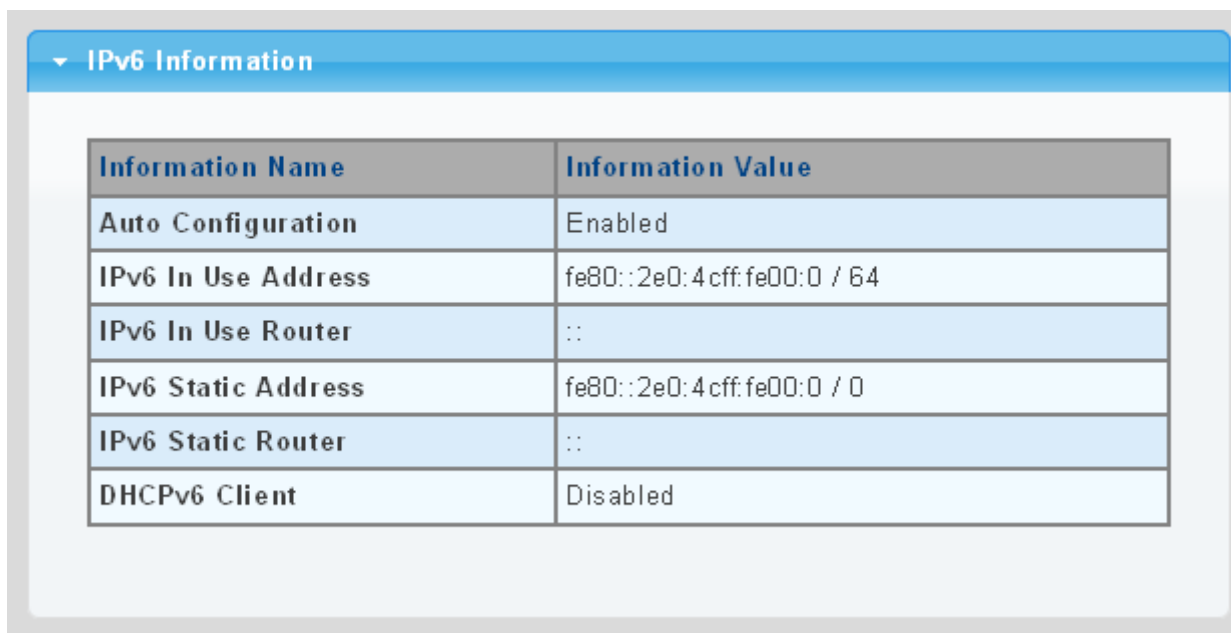 IPv6 Information
Information Name Information Value
Auto Configuration Enabled
IPv6 In Use Address fe80::2e0:4cff:fe00:0 / 64
IPv6 In Use Router ::
IPv6 Static Address fe80::2e0:4cff:fe00:0 / 0
IPv6 Static Router ::
DHCPv6 Client Disabled